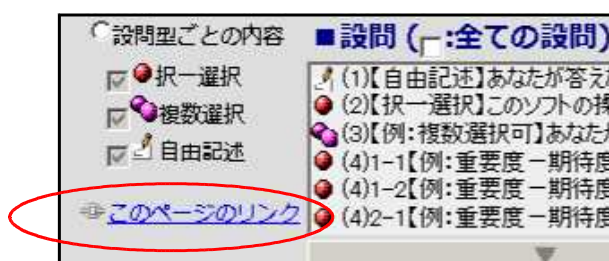 設問型ごとの内容
択一選択
複数選択
自由記述
このページのリンク
■設問 ( :全ての設問)
(1)【自由記述】あなたが答え
(2)【択一選択】このソフトの
(3)【例:複数選択可】あなた
(4)1-1【例:重要度－期待度
(4)1-2【例:重要度－期待度
(4)2-1【例:重要度－期待度